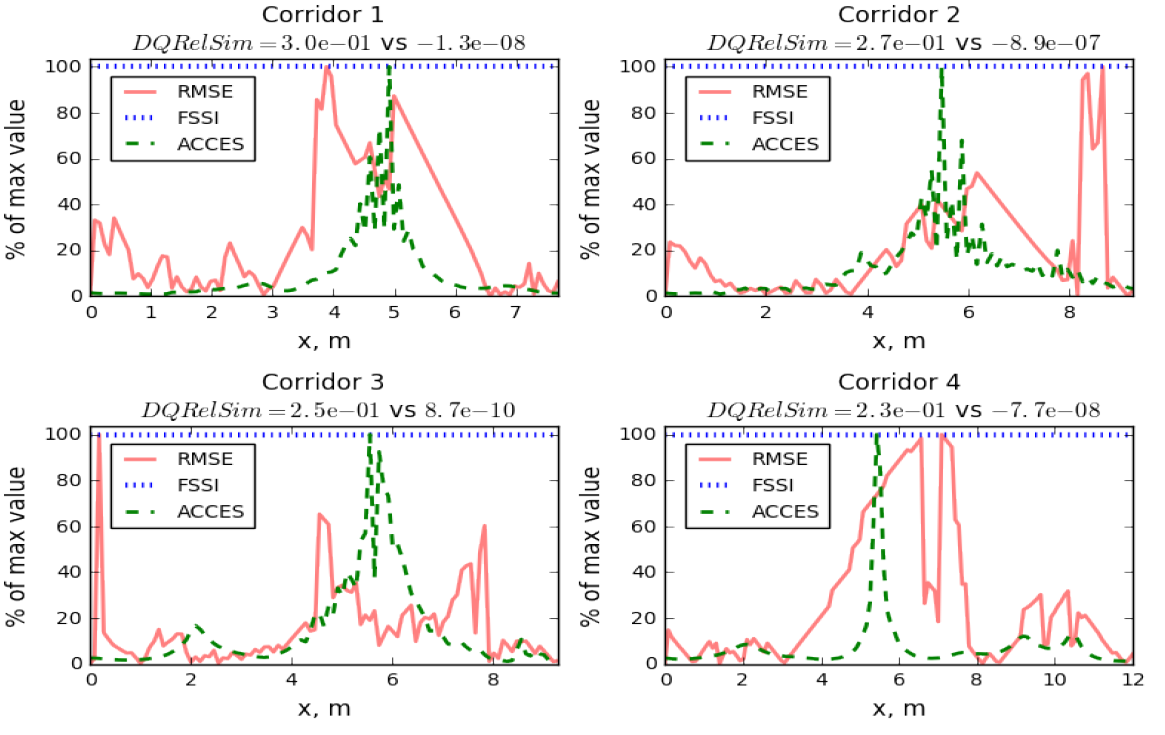 Corridor 1
DQRelSim = 3.0e−01 vs −1.3e−08
% of max value
100
80
60
40
20
0
RMSE
FSSI
ACCES
0 1 2 3 4 5 6 7
x, m
Corridor 2
DQRelSim = 2.7e−01 vs −8.9e−07
% of max value
100
80
60
40
20
0
RMSE
FSSI
ACCES
0 2 4 6 8
x, m
Corridor 3
DQRelSim = 2.5e−01 vs 8.7e−10
% of max value
100
80
60
40
20
0
RMSE
FSSI
ACCES
0 2 4 6 8
x, m
Corridor 4
DQRelSim = 2.3e−01 vs −7.7e−08
% of max value
100
80
60
40
20
0
RMSE
FSSI
ACCES
0 2 4 6 8 10 12
x, m